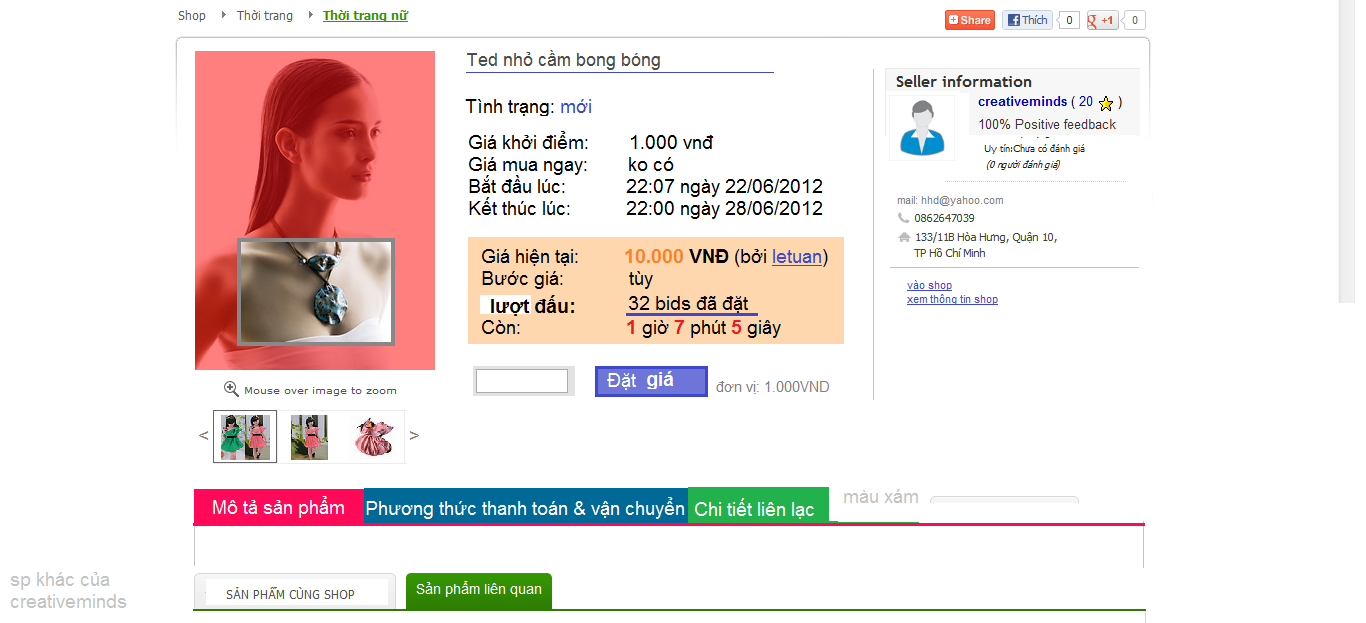 Shop Thời trang Thời trang nữ
Share Thích 0 +1 0
Ted nhỏ cầm bong bóng
Tình trạng: mới
Giá khởi điểm: 1.000 vnđ
Giá mua ngay: ko có
Bắt đầu lúc: 22:07 ngày 22/06/2012
Kết thúc lúc: 22:00 ngày 28/06/2012
Giá hiện tại: 10.000 VNĐ (bởi letuan)
Bước giá: tùy
lượt đấu: 32 bids đã đặt
Còn: 1 giờ 7 phút 5 giây
Đặt giá đơn vị: 1.000VND
Seller information
creativeminds ( 20 )
100% Positive feedback
Uy tín:Chưa có đánh giá
(0 người đánh giá)
mail: hhd@yahoo.com
0862647039
133/11B Hòa Hưng, Quận 10,
TP Hồ Chí Minh
vào shop
xem thông tin shop
Mouse over image to zoom
< >
Mô tả sản phẩm Phương thức thanh toán & vận chuyển Chi tiết liên lạc màu xám
sp khác của
creativeminds
SẢN PHẨM CÙNG SHOP Sản phẩm liên quan